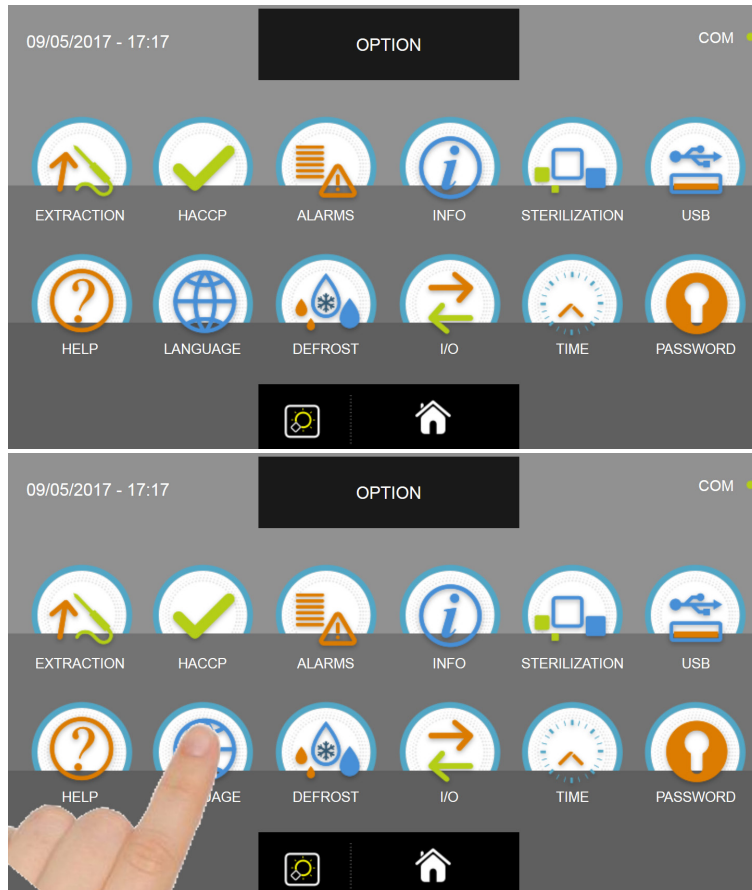 09/05/2017 - 17:17 OPTION COM
EXTRACTION HACCP ALARMS INFO STERILIZATION USB
HELP LANGUAGE DEFROST I/O TIME PASSWORD
09/05/2017 - 17:17 OPTION COM
EXTRACTION HACCP ALARMS INFO STERILIZATION USB
HELP DEFROST I/O TIME PASSWORD